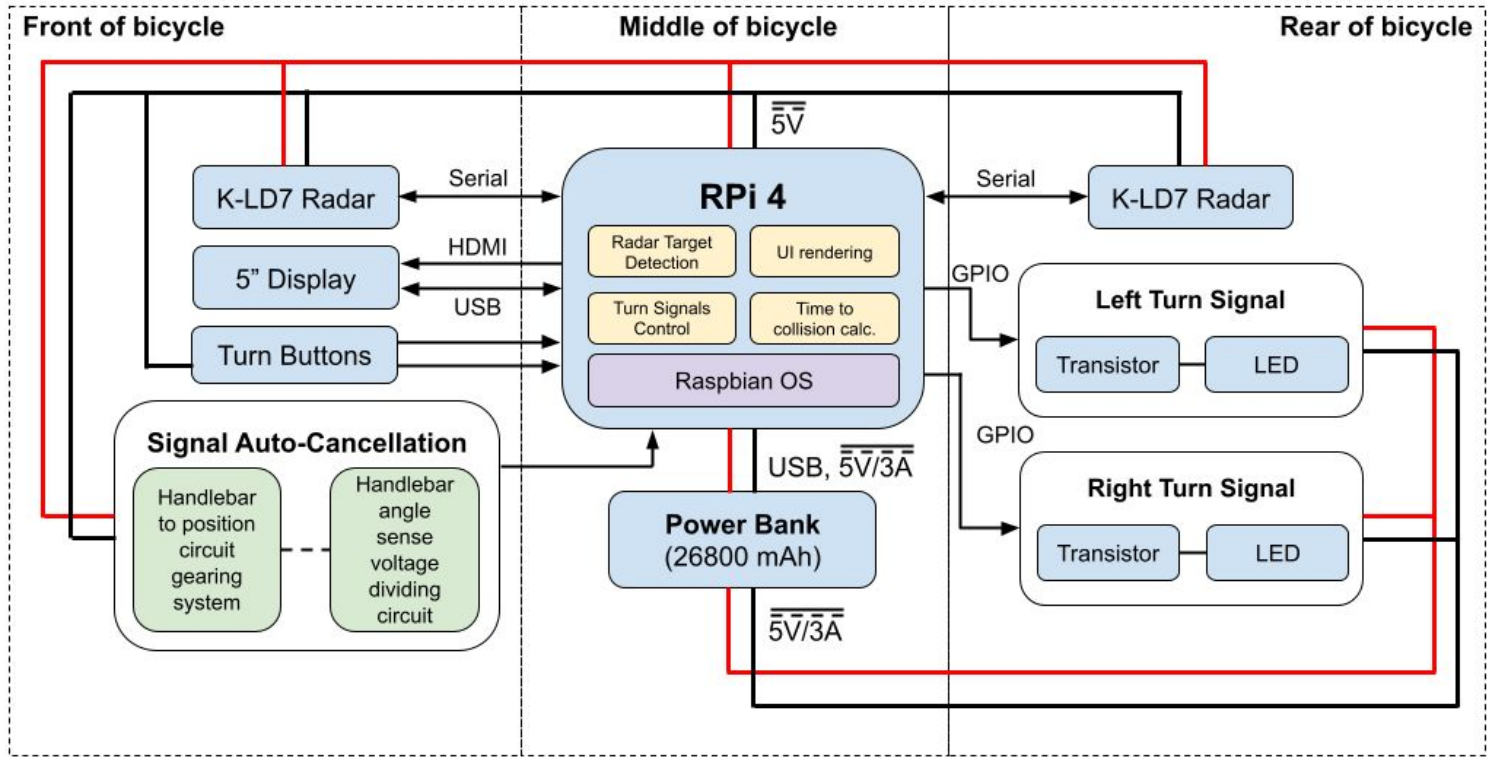 Front of bicycle
Middle of bicycle
Rear of bicycle
5V
K-LD7 Radar
Serial
RPi 4
Serial
K-LD7 Radar
Radar Target
Detection
UI rendering
HDMI
5” Display
USB
Turn Signals
Control
Time to
collision calc.
Turn Buttons
Raspbian OS
GPIO
Left Turn Signal
Transistor
LED
GPIO
Signal Auto-Cancellation
Handlebar
to position
circuit
gearing
system
Handlebar
angle
sense
voltage
dividing
circuit
USB, 5V/3A
Power Bank
(26800 mAh)
5V/3A
Right Turn Signal
Transistor
LED